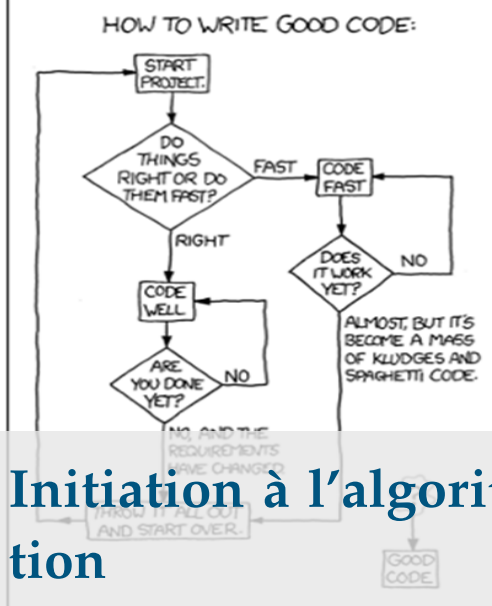 HOW TO WRITE GOOD CODE:
START
PROJECT.
DO
THINGS
RIGHT OR DO
THEM FAST?
FAST
CODE
FAST
RIGHT
DOES
IT WORK
YET?
NO
CODE
WELL
ALMOST, BUT IT'S
BECOME A MASS
OF KLUDGES AND
SPAGHETTI CODE.
ARE
YOU DONE
YET?
NO
NO, AND THE
REQUIREMENTS
HAVE CHANGED.
Initiation à l'algorit
THROW IT ALL OUT
AND START OVER.
tion
GOOD
CODE